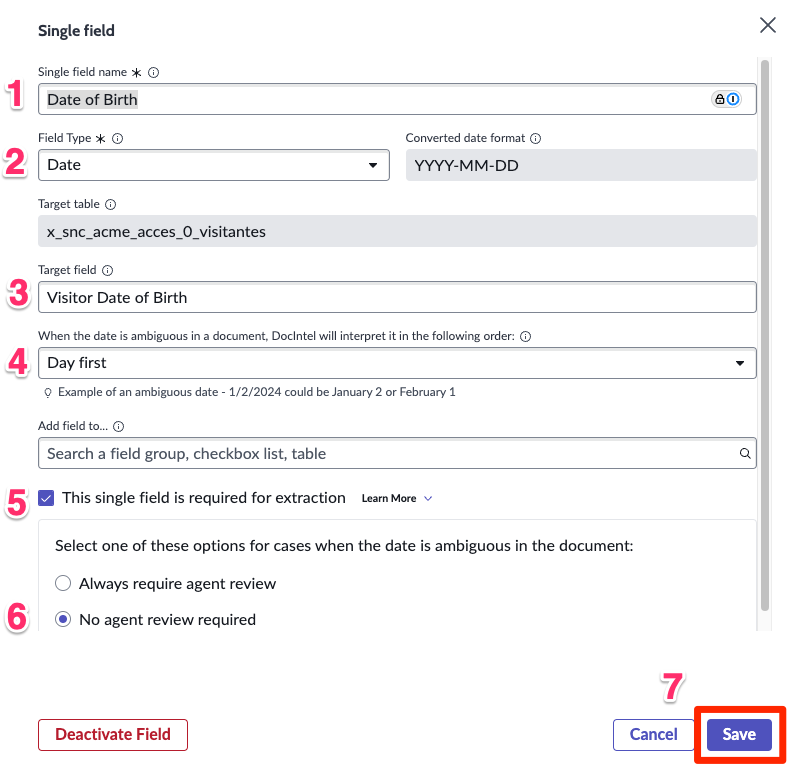 Single field
Single field name * 
1 Date of Birth
Field Type * Converted date format
2 Date YYYY-MM-DD
Target table
x_snc_acme_acces_0_visitantes
Target field
3 Visitor Date of Birth
When the date is ambiguous in a document, DocIntel will interpret it in the following order:
4 Day first
Example of an ambiguous date - 1/2/2024 could be January 2 or February 1
Add field to...
Search a field group, checkbox list, table
5 This single field is required for extraction Learn More
Select one of these options for cases when the date is ambiguous in the document:
Always require agent review
6 No agent review required
7
Deactivate Field Cancel Save